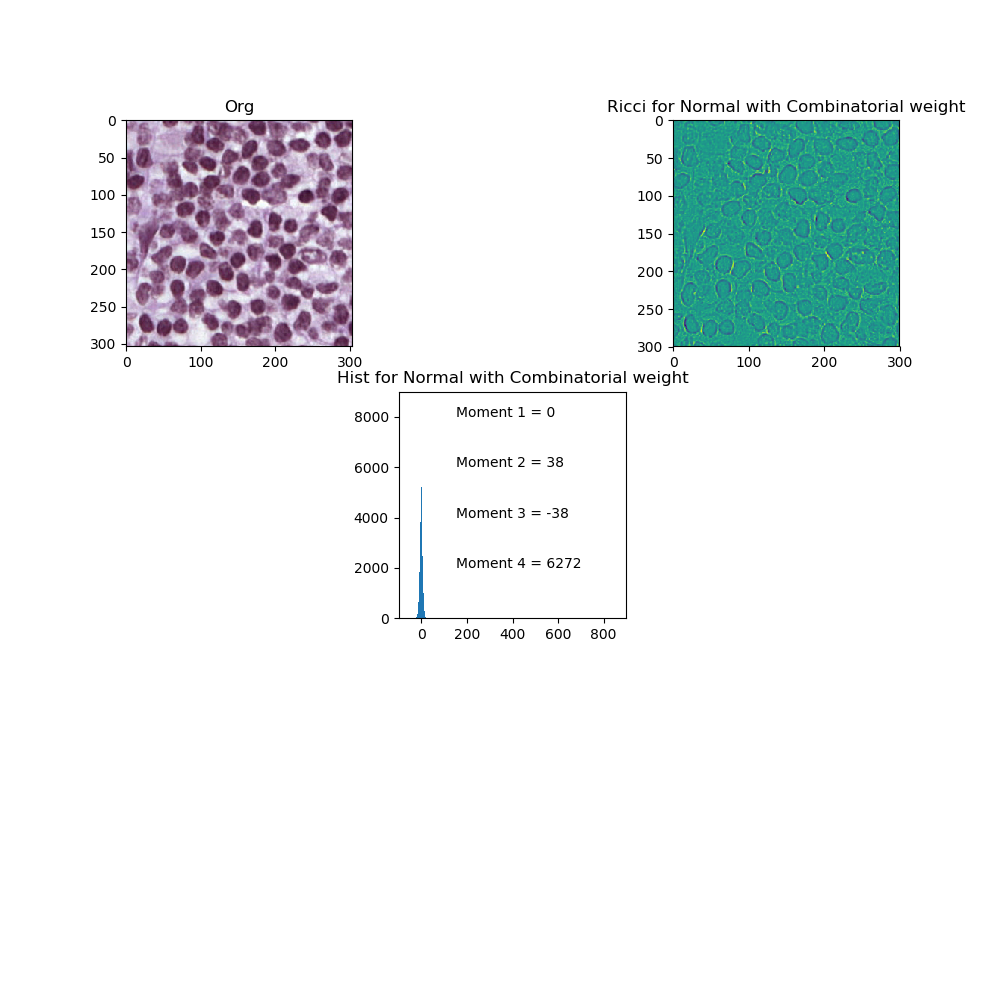 Org
Ricci for Normal with Combinatorial weight
0
50
100
150
200
250
300
0 100 200 300
0
50
100
150
200
250
300
0 100 200 300
Hist for Normal with Combinatorial weight
8000
6000
4000
2000
0
Moment 1 = 0
Moment 2 = 38
Moment 3 = -38
Moment 4 = 6272
0 200 400 600 800